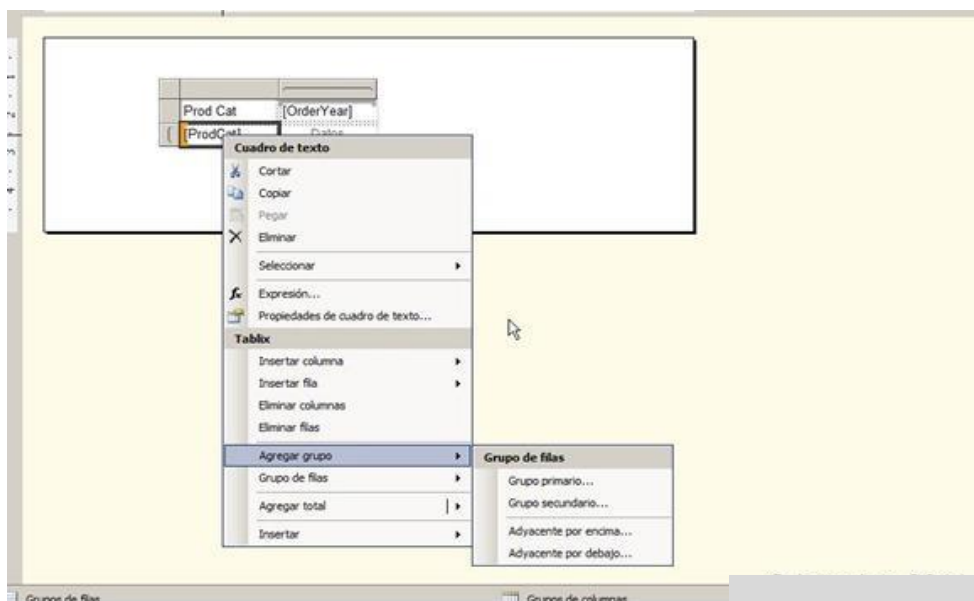 Prod Cat [OrderYear]
[ProdCat] Datos
Cuadro de texto
Cortar
Copiar
Pegar
Eliminar
Seleccionar
Expresión...
Propiedades de cuadro de texto...
Tablix
Insertar columna
Insertar fila
Eliminar columnas
Eliminar filas
Agregar grupo
Grupo de filas
Agregar total
Insertar
Grupo de filas
Grupo primario...
Grupo secundario...
Adyacente por encima...
Adyacente por debajo...
Grupos de filas Grupos de columnas